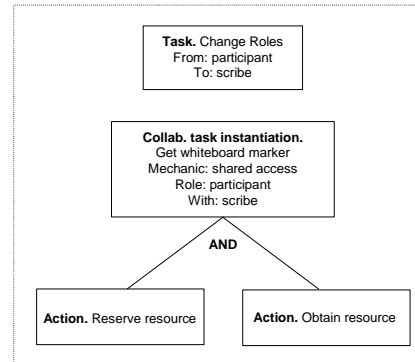 Task. Change Roles
From: participant
To: scribe
Collab. task instantiation.
Get whiteboard marker
Mechanic: shared access
Role: participant
With: scribe
AND
Action. Reserve resource
Action. Obtain resource